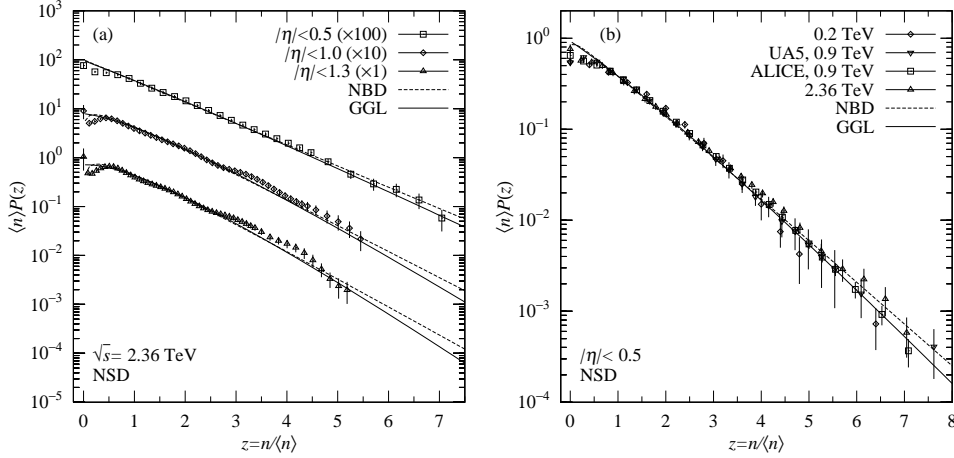 (a)
|η|<0.5 (×100)
|η|<1.0 (×10)
|η|<1.3 (×1)
NBD
GGL
10³
10²
10¹
10⁰
10⁻¹
10⁻²
10⁻³
10⁻⁴
10⁻⁵
⟨n⟩P(z)
√s= 2.36 TeV
NSD
0 1 2 3 4 5 6 7
z=n/⟨n⟩
(b)
0.2 TeV
UA5, 0.9 TeV
ALICE, 0.9 TeV
2.36 TeV
NBD
GGL
10⁰
10⁻¹
10⁻²
10⁻³
10⁻⁴
⟨n⟩P(z)
|η|< 0.5
NSD
0 1 2 3 4 5 6 7 8
z=n/⟨n⟩